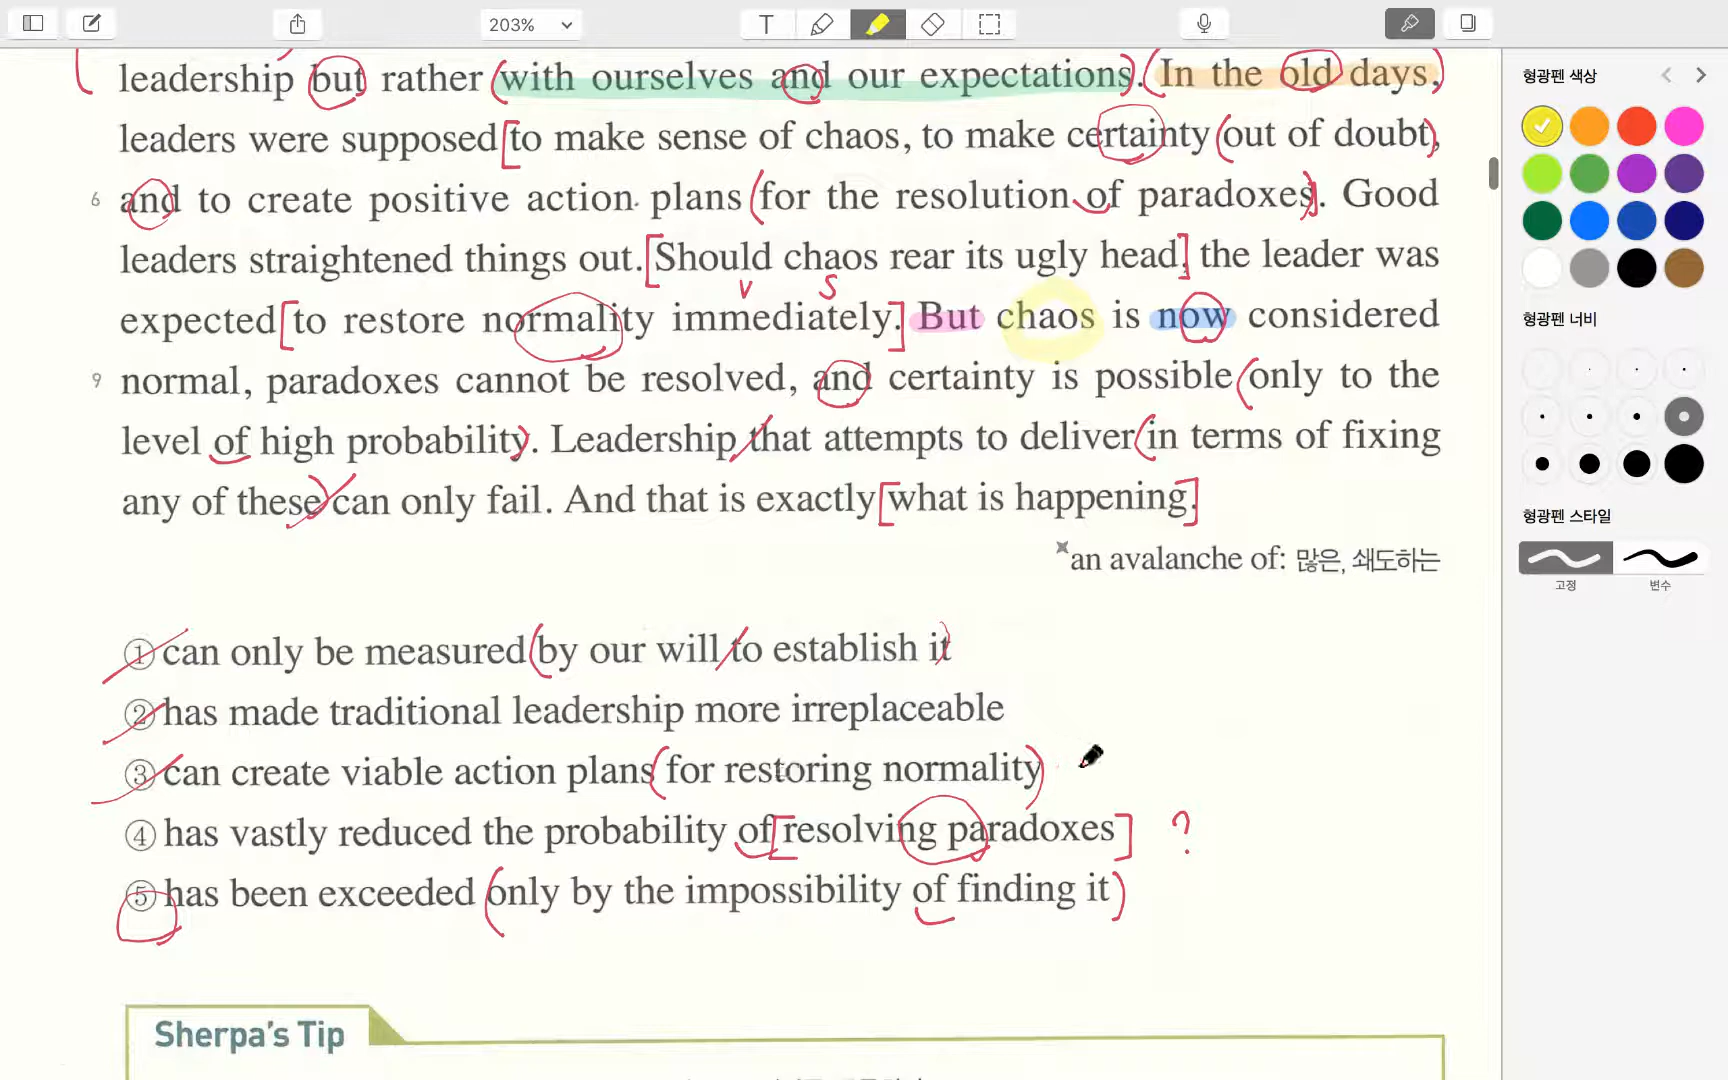 203%
T
leadership but rather with ourselves and our expectations. In the old days,
leaders were supposed to make sense of chaos, to make certainty out of doubt,
6 and to create positive action plans for the resolution of paradoxes. Good
leaders straightened things out. Should chaos rear its ugly head, the leader was
V S
expected to restore normality immediately. But chaos is now considered
9 normal, paradoxes cannot be resolved, and certainty is possible only to the
level of high probability. Leadership that attempts to deliver in terms of fixing
any of these can only fail. And that is exactly what is happening.
*an avalanche of: 많은, 쇄도하는
① can only be measured by our will to establish it
② has made traditional leadership more irreplaceable
③ can create viable action plans for restoring normality
④ has vastly reduced the probability of resolving paradoxes ?
⑤ has been exceeded only by the impossibility of finding it
Sherpa's Tip
형광펜 색상
형광펜 너비
형광펜 스타일
고정
변수